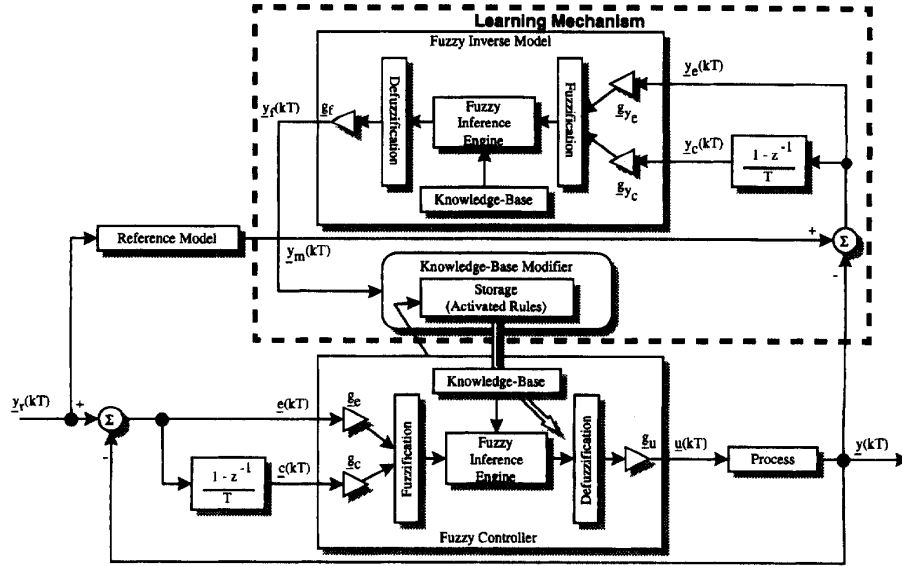 Learning Mechanism
Fuzzy Inverse Model
y_f(kT)
g_f
Defuzzification
Fuzzy
Inference
Engine
Fuzzification
g_y_e
y_e(kT)
g_y_c
y_c(kT)
1 - z^-1
T
Knowledge-Base
Reference Model
y_m(kT)
+
Σ
-
Knowledge-Base Modifier
Storage
(Activated Rules)
Knowledge-Base
y_r(kT)
+
Σ
-
e(kT)
g_e
1 - z^-1
T
c(kT)
g_c
Fuzzification
Fuzzy
Inference
Engine
Defuzzification
g_u
u(kT)
Process
y(kT)
Fuzzy Controller